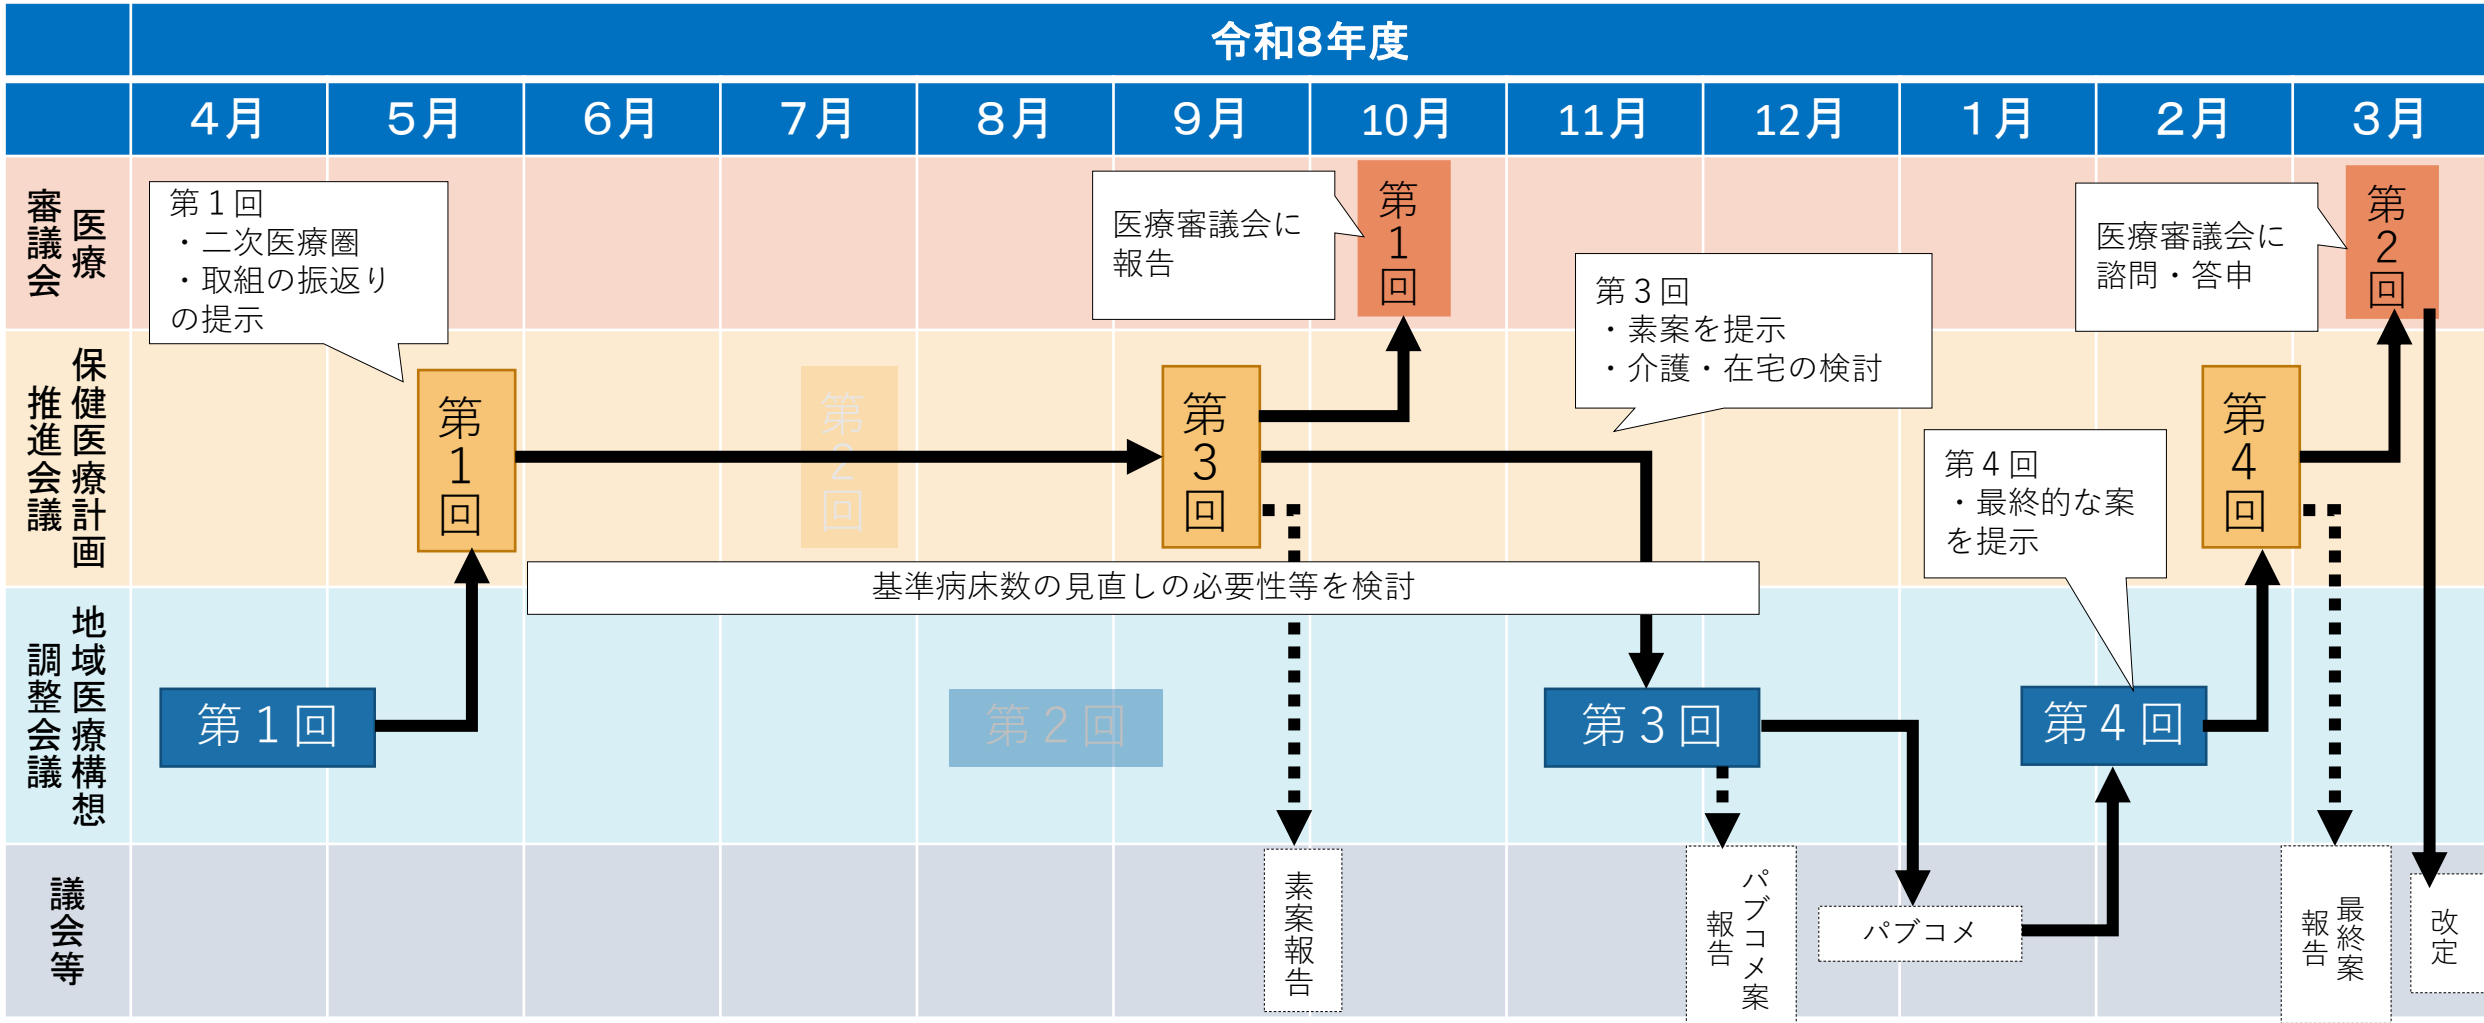 令和8年度
4月
5月
6月
7月
8月
9月
10月
11月
12月
1月
2月
3月
医療
審議会
第1回
・二次医療圏
・取組の振返り
の提示
医療審議会に
報告
第1回
第3回
・素案を提示
・介護・在宅の検討
医療審議会に
諮問・答申
第2回
保健医療計画
推進会議
第1回
第2回
第3回
第4回
・最終的な案
を提示
第4回
基準病床数の見直しの必要性等を検討
地域医療構想
調整会議
第1回
第2回
第3回
第4回
議会等
素案報告
パブコメ案
報告
パブコメ
最終案
報告
改定